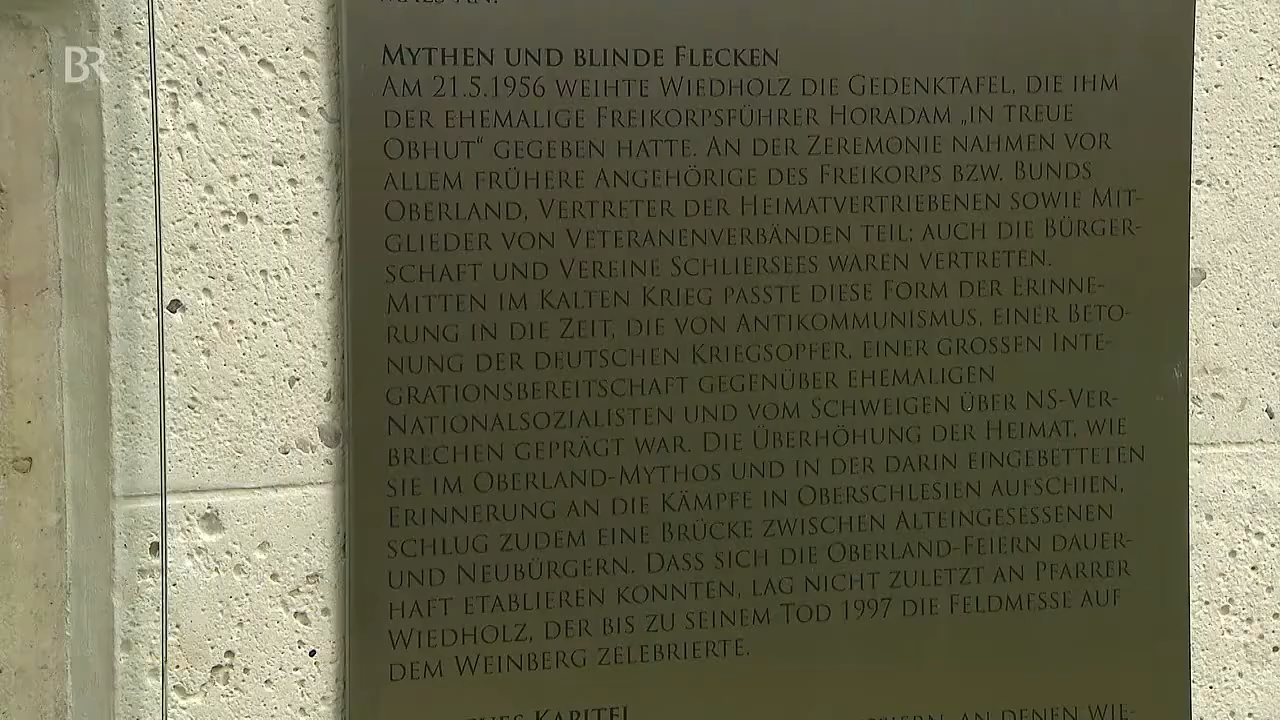 BR
MALS AN.
MYTHEN UND BLINDE FLECKEN
AM 21.5.1956 WEIHTE WIEDHOLZ DIE GEDENKTAFEL, DIE IHM
DER EHEMALIGE FREIKORPSFÜHRER HORADAM „IN TREUE
OBHUT“ GEGEBEN HATTE. AN DER ZEREMONIE NAHMEN VOR
ALLEM FRÜHERE ANGEHÖRIGE DES FREIKORPS BZW. BUNDS
OBERLAND, VERTRETER DER HEIMATVERTRIEBENEN SOWIE MIT-
GLIEDER VON VETERANENVERBÄNDEN TEIL; AUCH DIE BÜRGER-
SCHAFT UND VEREINE SCHLIERSEES WAREN VERTRETEN.
MITTEN IM KALTEN KRIEG PASSTE DIESE FORM DER ERINNE-
RUNG IN DIE ZEIT, DIE VON ANTIKOMMUNISMUS, EINER BETO-
NUNG DER DEUTSCHEN KRIEGSOPFER, EINER GROSSEN INTE-
GRATIONSBEREITSCHAFT GEGENÜBER EHEMALIGEN
NATIONALSOZIALISTEN UND VOM SCHWEIGEN ÜBER NS-VER-
BRECHEN GEPRÄGT WAR. DIE ÜBERHÖHUNG DER HEIMAT, WIE
SIE IM OBERLAND-MYTHOS UND IN DER DARIN EINGEBETTETEN
ERINNERUNG AN DIE KÄMPFE IN OBERSCHLESIEN AUFSCHIEN,
SCHLUG ZUDEM EINE BRÜCKE ZWISCHEN ALTEINGESESSENEN
UND NEUBÜRGERN. DASS SICH DIE OBERLAND-FEIERN DAUER-
HAFT ETABLIEREN KONNTEN, LAG NICHT ZULETZT AN PFARRER
WIEDHOLZ, DER BIS ZU SEINEM TOD 1997 DIE FELDMESSE AUF
DEM WEINBERG ZELEBRIERTE.
KAPITEL
AN DENEN WIE-